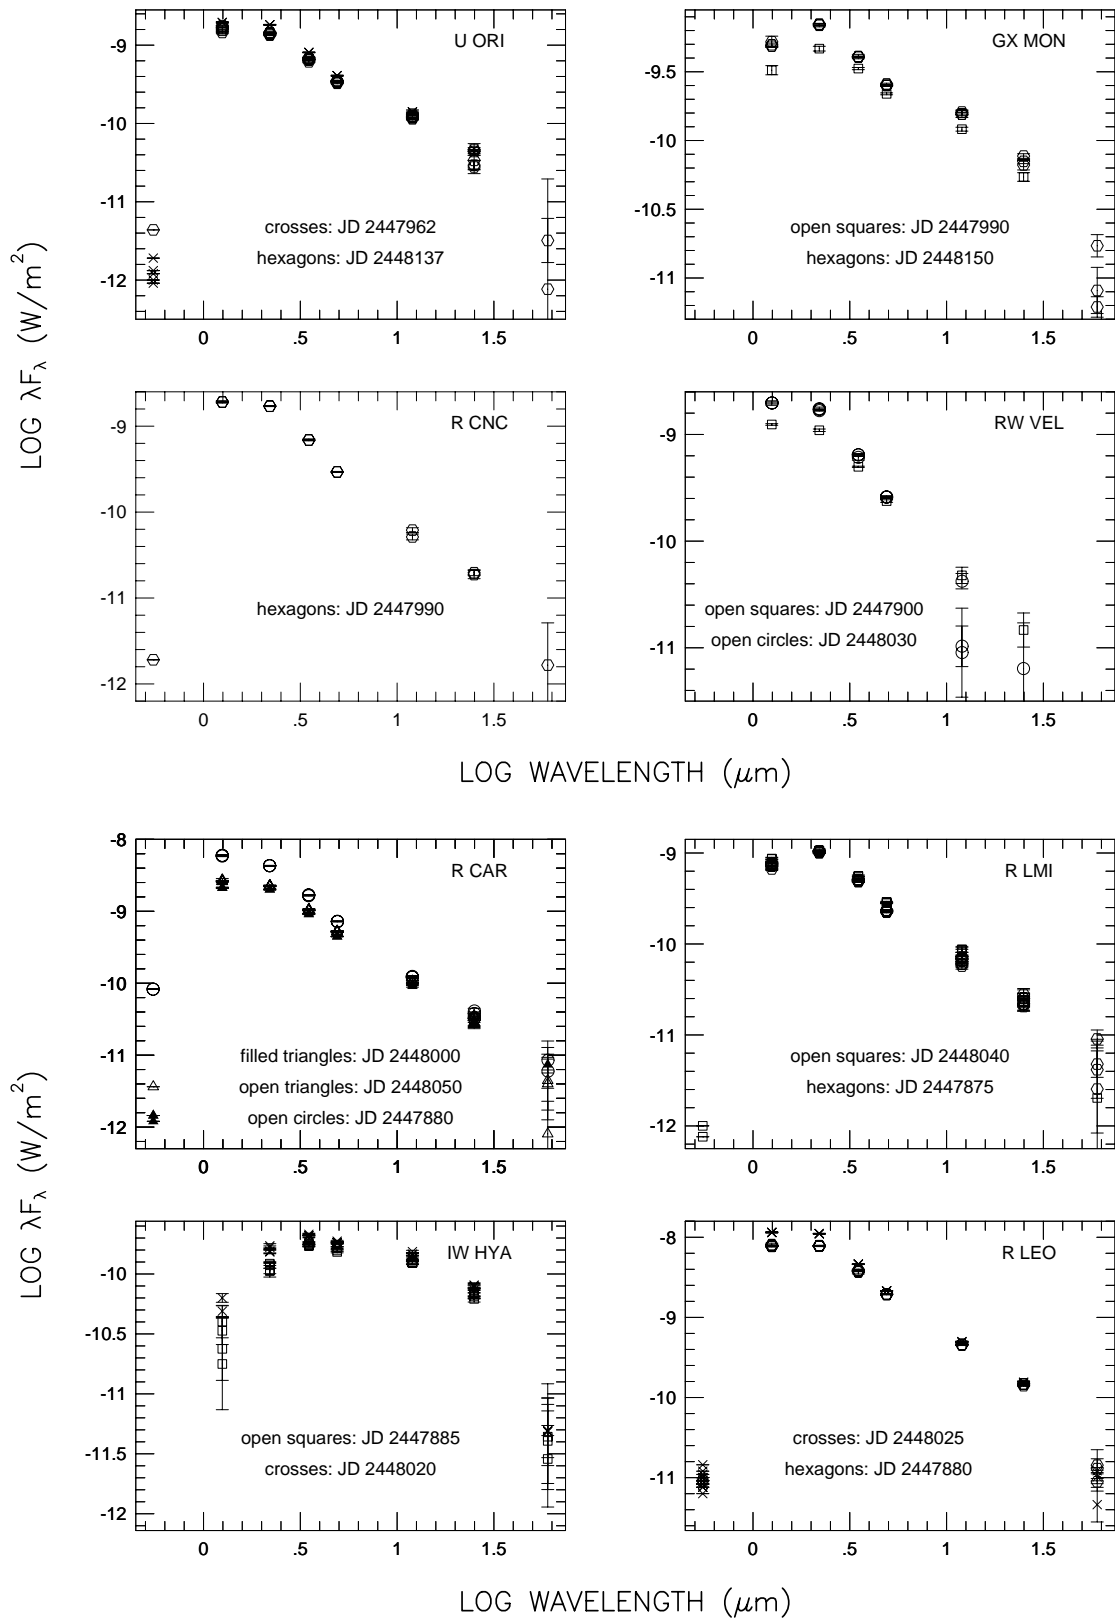 U ORI
-9
-10
-11
-12
crosses: JD 2447962
hexagons: JD 2448137
0 .5 1 1.5
GX MON
-9.5
-10
-10.5
-11
open squares: JD 2447990
hexagons: JD 2448150
0 .5 1 1.5
LOG λFλ (W/m²)
R CNC
-9
-10
-11
-12
hexagons: JD 2447990
0 .5 1 1.5
RW VEL
-9
-10
-11
open squares: JD 2447900
open circles: JD 2448030
0 .5 1 1.5
LOG WAVELENGTH (μm)
R CAR
-8
-9
-10
-11
-12
filled triangles: JD 2448000
open triangles: JD 2448050
open circles: JD 2447880
0 .5 1 1.5
R LMI
-9
-10
-11
-12
open squares: JD 2448040
hexagons: JD 2447875
0 .5 1 1.5
LOG λFλ (W/m²)
IW HYA
-10
-10.5
-11
-11.5
-12
open squares: JD 2447885
crosses: JD 2448020
0 .5 1 1.5
R LEO
-8
-9
-10
-11
crosses: JD 2448025
hexagons: JD 2447880
0 .5 1 1.5
LOG WAVELENGTH (μm)